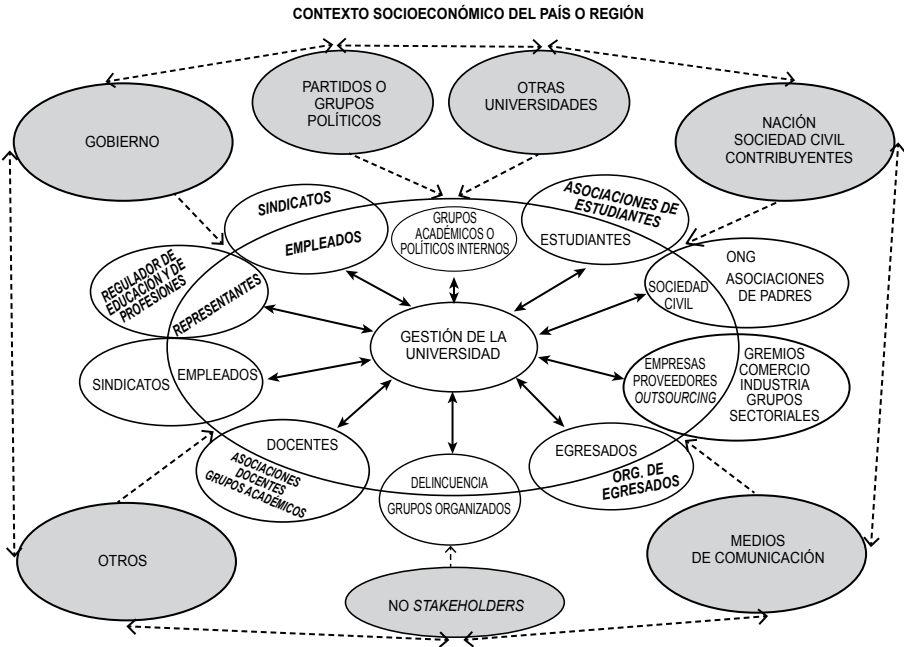 CONTEXTO SOCIOECONÓMICO DEL PAÍS O REGIÓN
PARTIDOS O
GRUPOS
POLÍTICOS
OTRAS
UNIVERSIDADES
GOBIERNO
NACIÓN
SOCIEDAD CIVIL
CONTRIBUYENTES
SINDICATOS
EMPLEADOS
GRUPOS
ACADÉMICOS O
POLÍTICOS INTERNOS
ASOCIACIONES DE
ESTUDIANTES
ESTUDIANTES
REGULADOR DE
EDUCACIÓN Y DE
PROFESIONES
REPRESENTANTES
SOCIEDAD
CIVIL
ONG
ASOCIACIONES
DE PADRES
GESTIÓN DE LA
UNIVERSIDAD
SINDICATOS
EMPLEADOS
EMPRESAS
PROVEEDORES
OUTSOURCING
GREMIOS
COMERCIO
INDUSTRIA
GRUPOS
SECTORIALES
DOCENTES
ASOCIACIONES
DOCENTES
GRUPOS ACADÉMICOS
DELINCUENCIA
GRUPOS ORGANIZADOS
EGRESADOS
ORG. DE
EGRESADOS
OTROS
NO STAKEHOLDERS
MEDIOS
DE COMUNICACIÓN